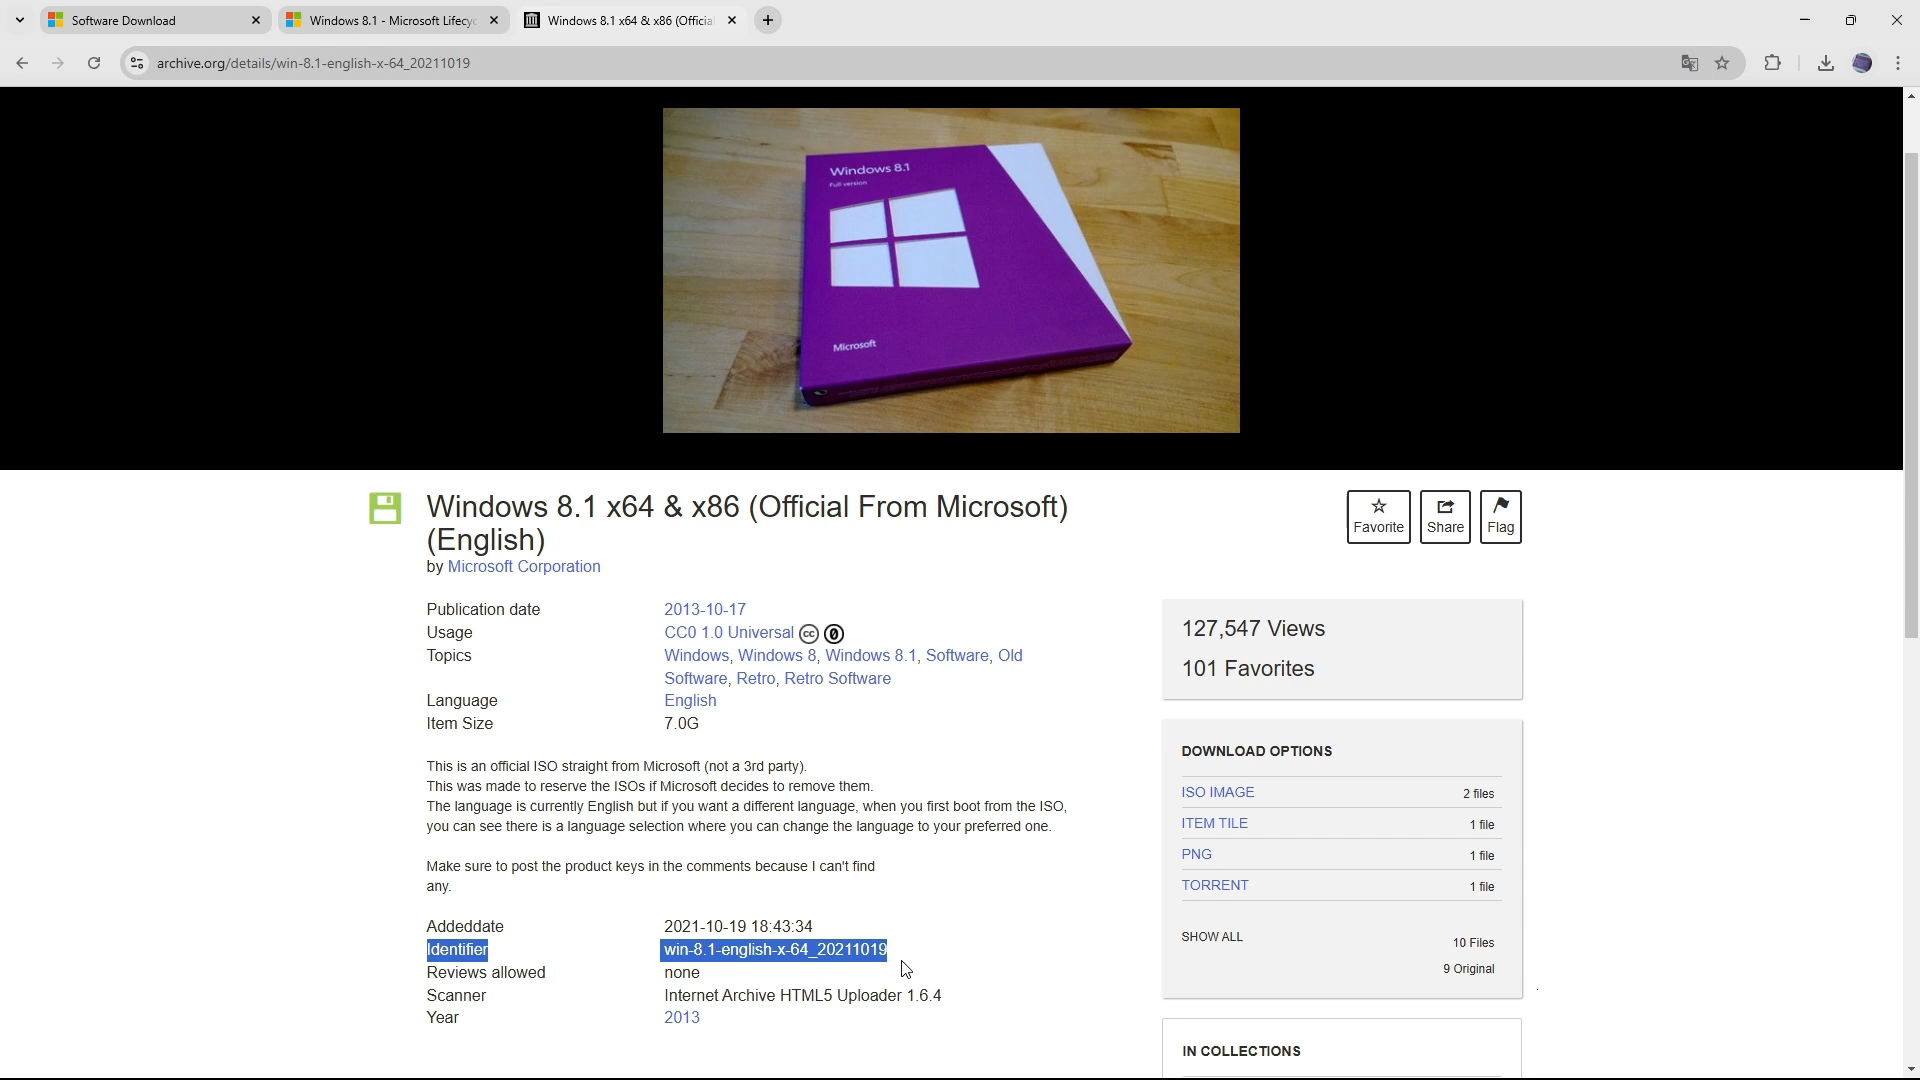 Software Download
Windows 8.1 - Microsoft Lifecyc
Windows 8.1 x64 & x86 (Officia
archive.org/details/win-8.1-english-x-64_20211019
Windows 8.1
Full version
Microsoft
Windows 8.1 x64 & x86 (Official From Microsoft)
(English)
by Microsoft Corporation
Favorite
Share
Flag
Publication date 2013-10-17
Usage CC0 1.0 Universal
Topics Windows, Windows 8, Windows 8.1, Software, Old
Software, Retro, Retro Software
Language English
Item Size 7.0G
This is an official ISO straight from Microsoft (not a 3rd party).
This was made to reserve the ISOs if Microsoft decides to remove them.
The language is currently English but if you want a different language, when you first boot from the ISO,
you can see there is a language selection where you can change the language to your preferred one.
Make sure to post the product keys in the comments because I can't find
any.
Addeddate 2021-10-19 18:43:34
Identifier win-8.1-english-x-64_20211019
Reviews allowed none
Scanner Internet Archive HTML5 Uploader 1.6.4
Year 2013
127,547 Views
101 Favorites
DOWNLOAD OPTIONS
ISO IMAGE 2 files
ITEM TILE 1 file
PNG 1 file
TORRENT 1 file
SHOW ALL 10 Files
9 Original
IN COLLECTIONS